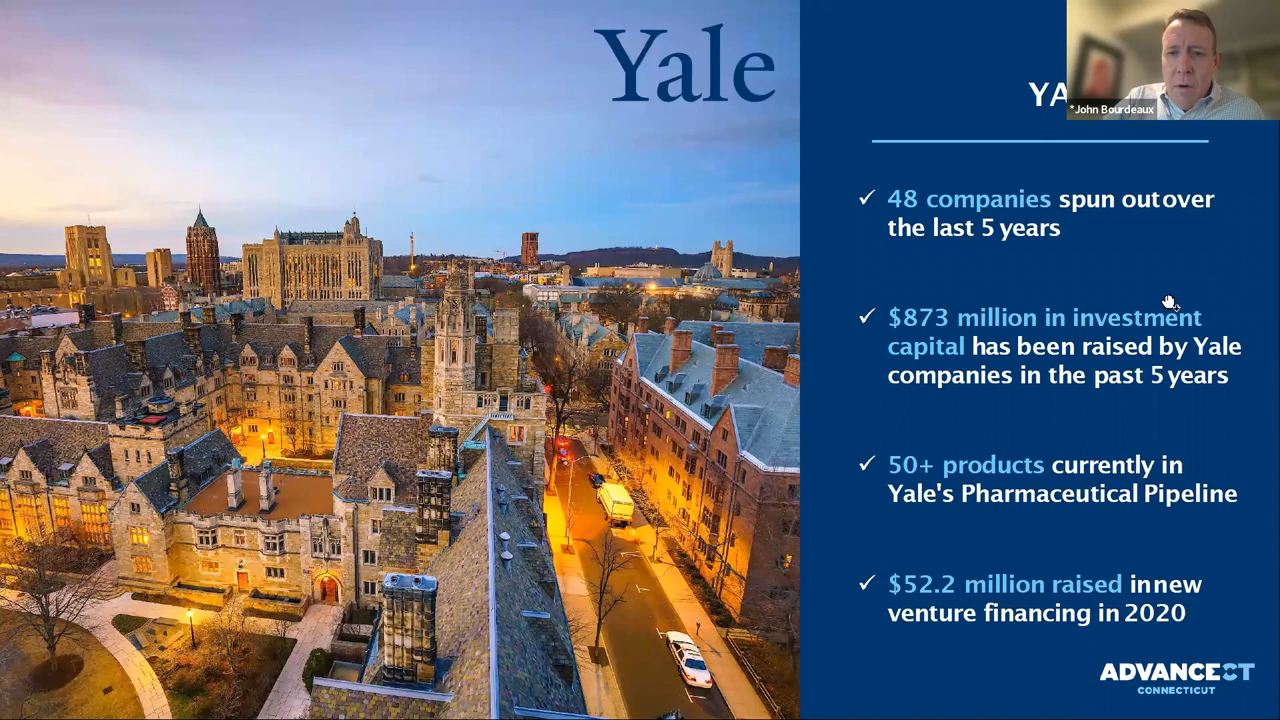 Yale
YA
*John Bourdeaux
48 companies spun out over
the last 5 years
$873 million in investment
capital has been raised by Yale
companies in the past 5 years
50+ products currently in
Yale's Pharmaceutical Pipeline
$52.2 million raised in new
venture financing in 2020
ADVANCECT
CONNECTICUT